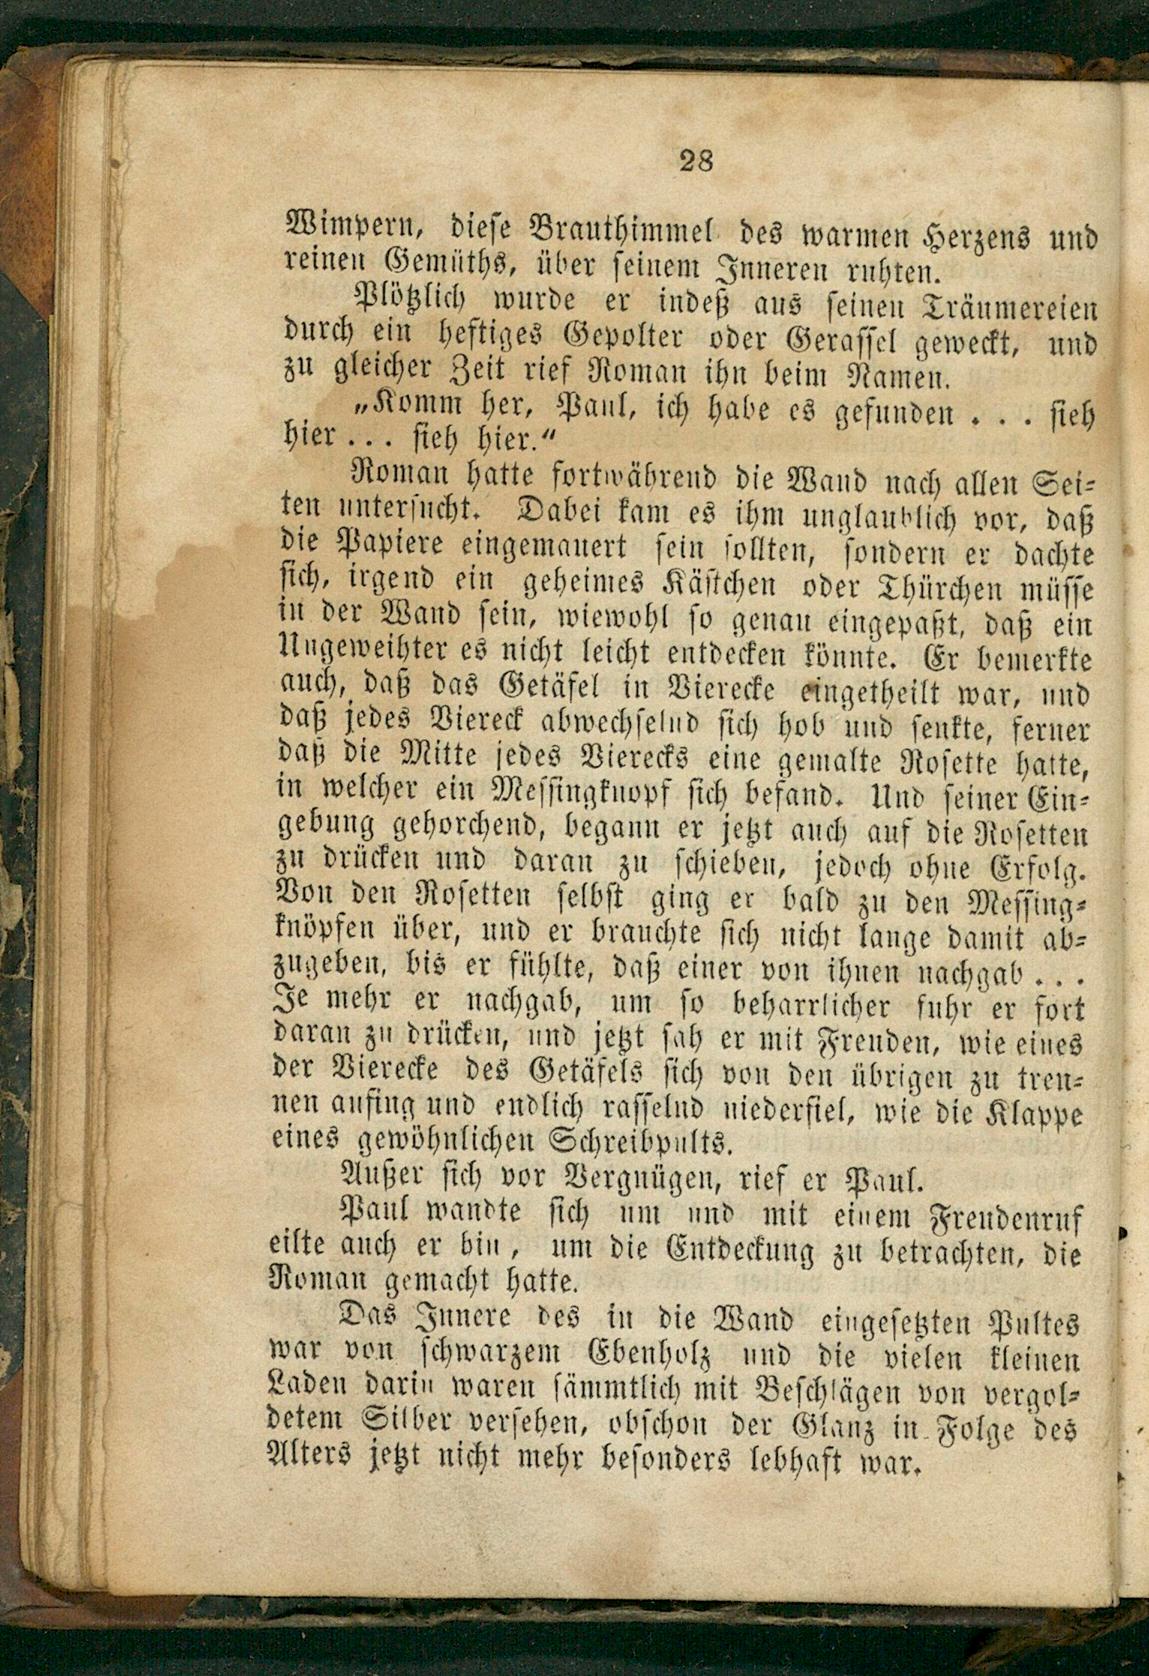 28
Wimpern, diese Brauthimmel des warmen Herzens und
reinen Gemüths, über seinem Inneren ruhten.
Plötzlich wurde er indeß aus seinen Träumereien
durch ein heftiges Gepolter oder Gerassel geweckt, und
zu gleicher Zeit rief Roman ihn beim Namen.
„Komm her, Paul, ich habe es gefunden . . . sieh
hier . . . sieh hier.“
Roman hatte fortwährend die Wand nach allen Sei-
ten untersucht. Dabei kam es ihm unglaublich vor, daß
die Papiere eingemauert sein sollten, sondern er dachte
sich, irgend ein geheimes Kästchen oder Thürchen müsse
in der Wand sein, wiewohl so genau eingepaßt, daß ein
Ungeweihter es nicht leicht entdecken könnte. Er bemerkte
auch, daß das Getäfel in Vierecke eingetheilt war, und
daß jedes Viereck abwechselnd sich hob und senkte, ferner
daß die Mitte jedes Vierecks eine gemalte Rosette hatte,
in welcher ein Messingknopf sich befand. Und seiner Ein-
gebung gehorchend, begann er jetzt auch auf die Rosetten
zu drücken und daran zu schieben, jedoch ohne Erfolg.
Von den Rosetten selbst ging er bald zu den Messing-
knöpfen über, und er brauchte sich nicht lange damit ab-
zugeben, bis er fühlte, daß einer von ihnen nachgab . . .
Je mehr er nachgab, um so beharrlicher fuhr er fort
daran zu drücken, und jetzt sah er mit Freuden, wie eines
der Vierecke des Getäfels sich von den übrigen zu tren-
nen anfing und endlich rasselnd niederfiel, wie die Klappe
eines gewöhnlichen Schreibpults.
Außer sich vor Vergnügen, rief er Paul.
Paul wandte sich um und mit einem Freudenruf
eilte auch er hin, um die Entdeckung zu betrachten, die
Roman gemacht hatte.
Das Innere des in die Wand eingesetzten Pultes
war von schwarzem Ebenholz und die vielen kleinen
Laden darin waren sämmtlich mit Beschlägen von vergol-
detem Silber versehen, obschon der Glanz in Folge des
Alters jetzt nicht mehr besonders lebhaft war.